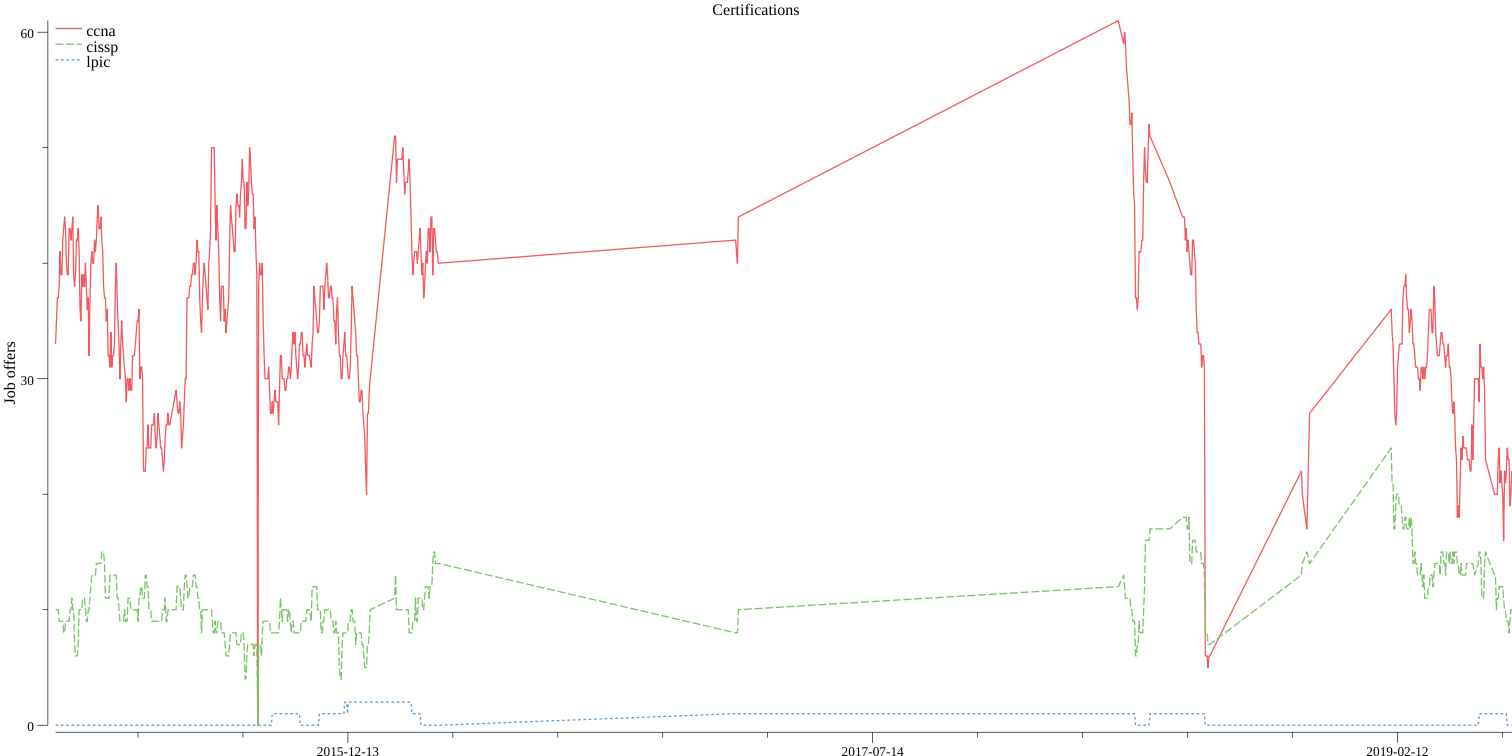 Certifications
ccna
cissp
lpic
60
30
0
Job offers
2015-12-13
2017-07-14
2019-02-12